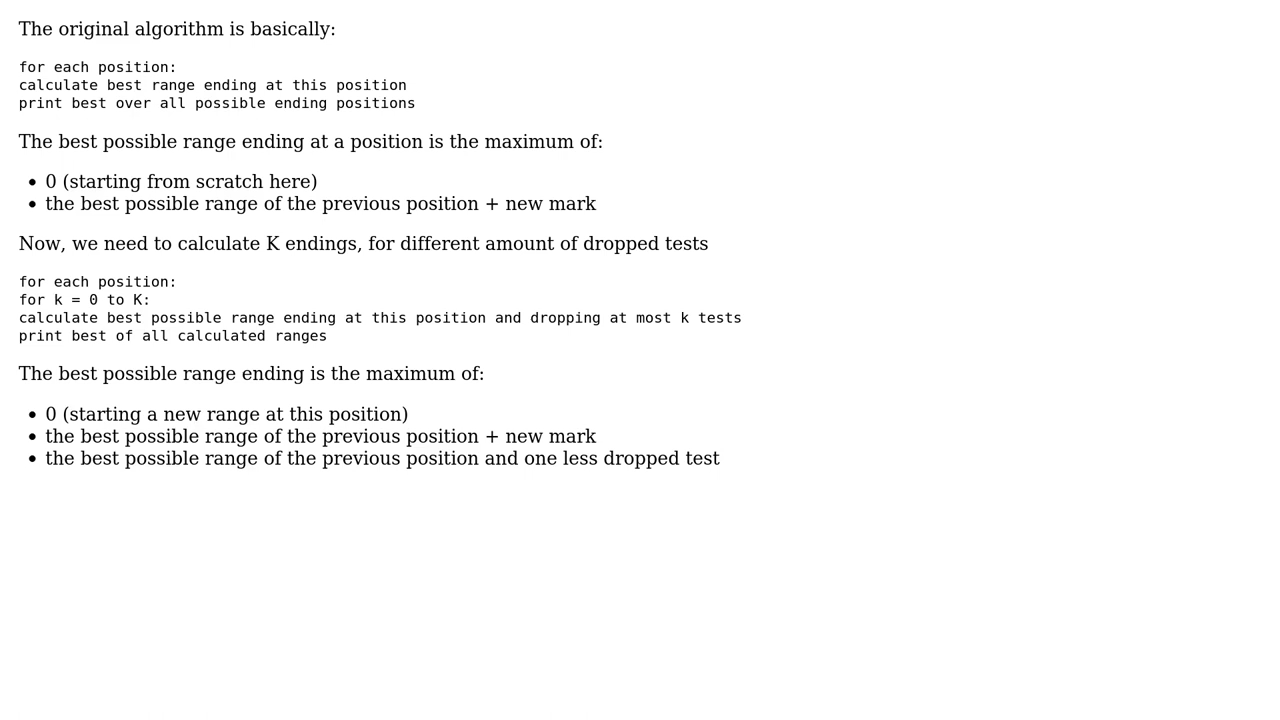 The original algorithm is basically:
for each position:
calculate best range ending at this position
print best over all possible ending positions
The best possible range ending at a position is the maximum of:
• 0 (starting from scratch here)
• the best possible range of the previous position + new mark
Now, we need to calculate K endings, for different amount of dropped tests
for each position:
for k = 0 to K:
calculate best possible range ending at this position and dropping at most k tests
print best of all calculated ranges
The best possible range ending is the maximum of:
• 0 (starting a new range at this position)
• the best possible range of the previous position + new mark
• the best possible range of the previous position and one less dropped test